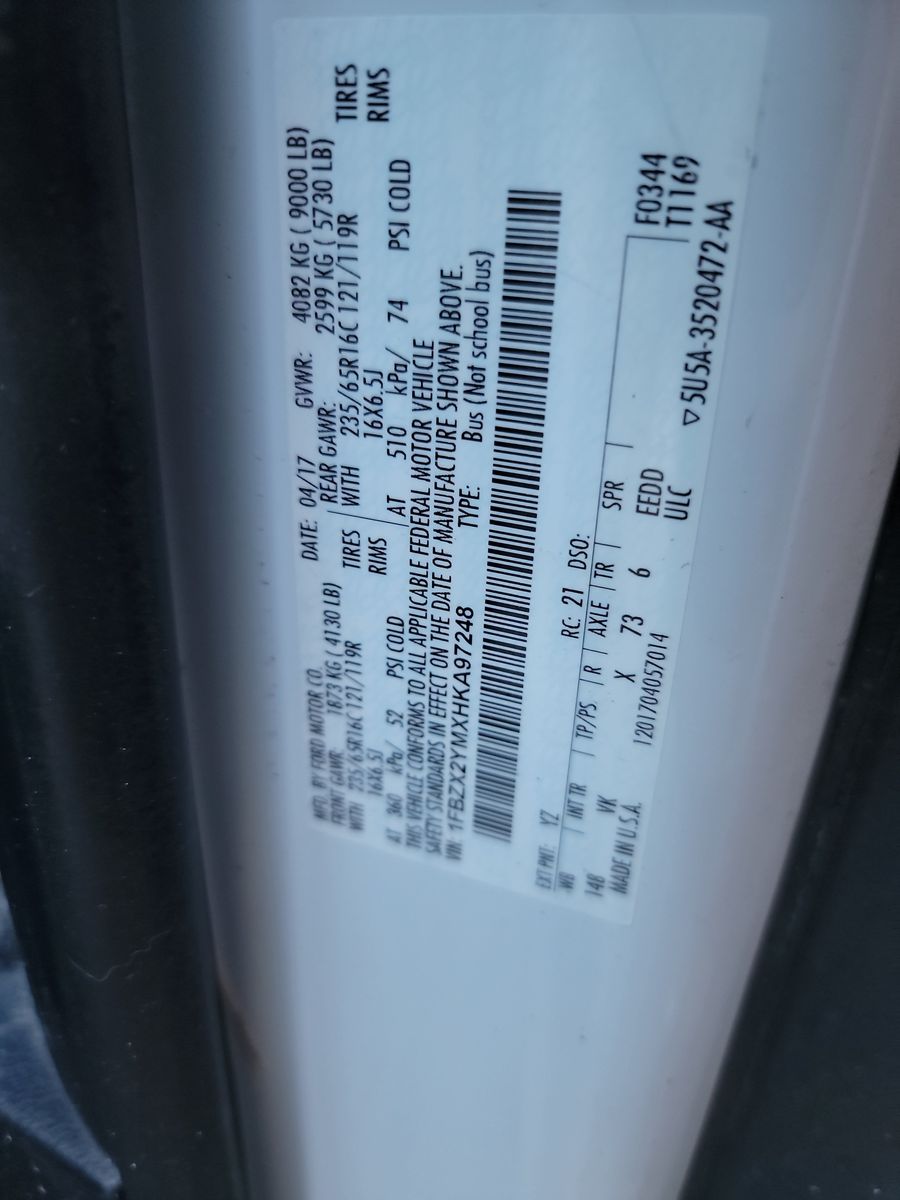 MFD. BY FORD MOTOR CO. DATE: 04/17 GVWR: 4082 KG ( 9000 LB)
FRONT GAWR: 1873 KG ( 4130 LB) REAR GAWR: 2599 KG ( 5730 LB)
WITH 235/65R16C 121/119R TIRES WITH 235/65R16C 121/119R TIRES
16X6.5J RIMS 16X6.5J RIMS
AT 360 kPa/ 52 PSI COLD AT 510 kPa/ 74 PSI COLD
THIS VEHICLE CONFORMS TO ALL APPLICABLE FEDERAL MOTOR VEHICLE
SAFETY STANDARDS IN EFFECT ON THE DATE OF MANUFACTURE SHOWN ABOVE.
VIN: 1FBZX2YMXHKA97248 TYPE: Bus (Not school bus)
EXT PNT: YZ RC: 21 DSO:
WB INT TR TP/PS R AXLE TR SPR F0344
148 VK X 73 6 EEDD T1169
MADE IN U.S.A. 1201704057014 ULC ▽5U5A-3520472-AA